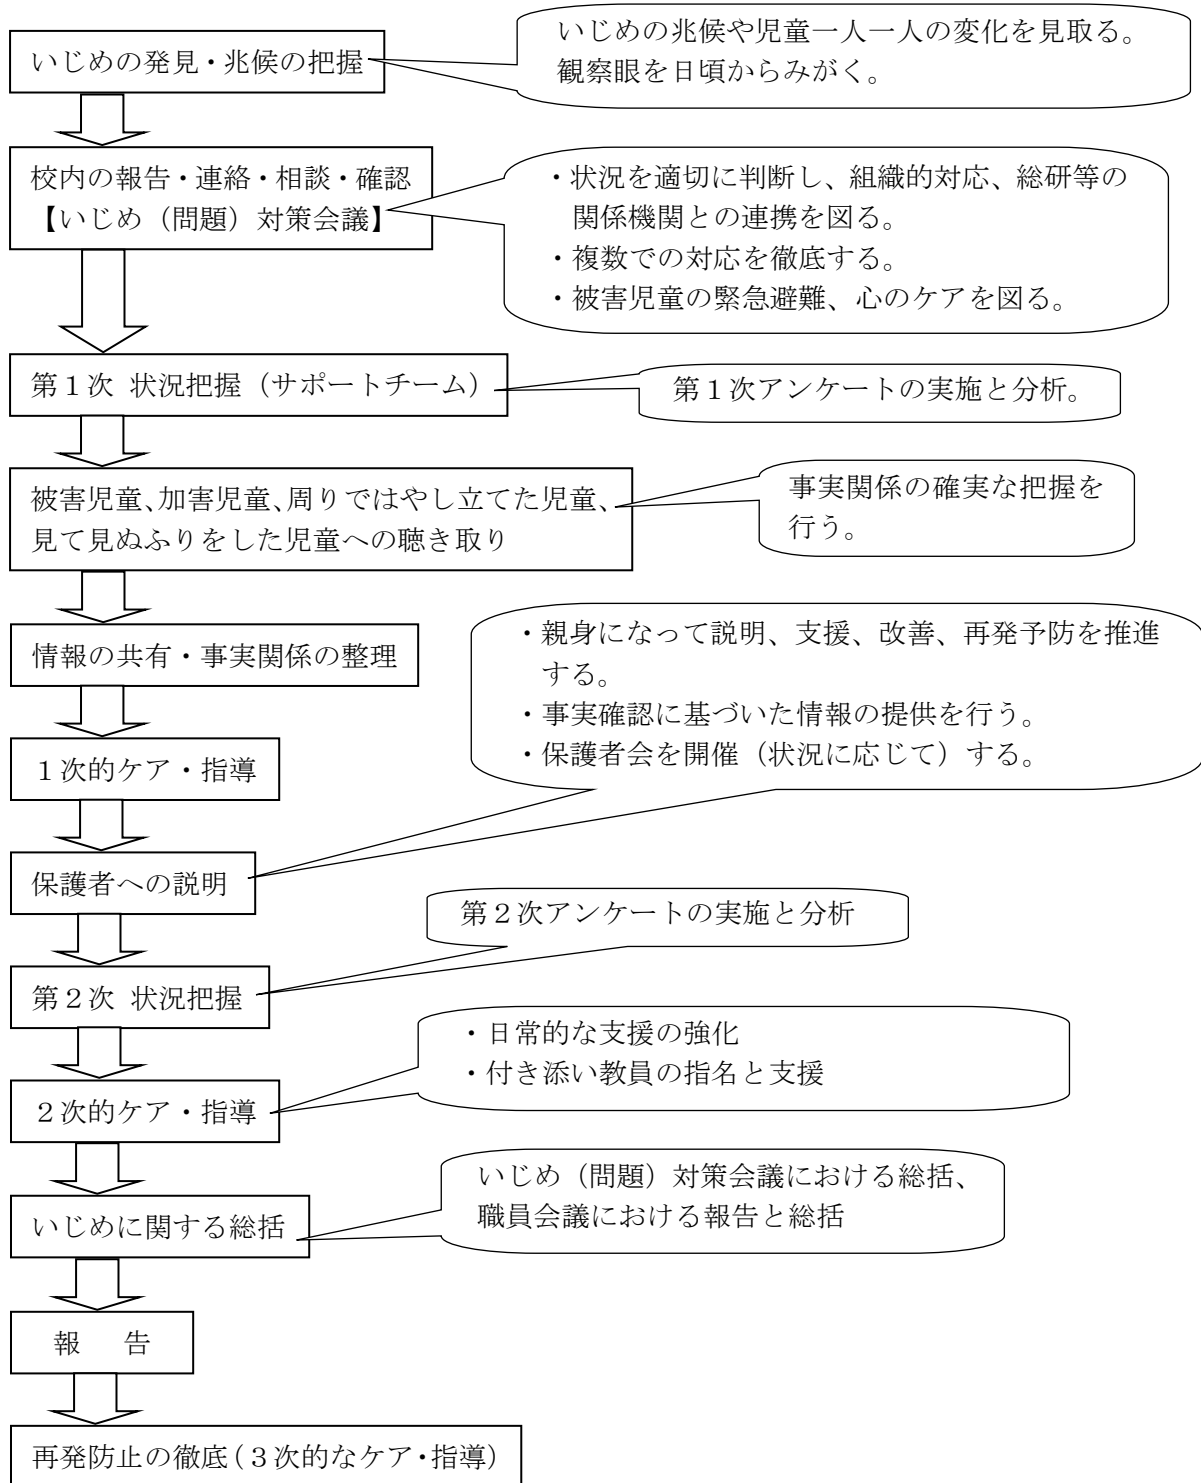 いじめの発見・兆候の把握
いじめの兆候や児童一人一人の変化を見取る。
観察眼を日頃からみがく。
校内の報告・連絡・相談・確認
【いじめ（問題）対策会議】
・状況を適切に判断し、組織的対応、総研等の
関係機関との連携を図る。
・複数での対応を徹底する。
・被害児童の緊急避難、心のケアを図る。
第１次 状況把握（サポートチーム）
第１次アンケートの実施と分析。
被害児童、加害児童、周りではやし立てた児童、
見て見ぬふりをした児童への聴き取り
事実関係の確実な把握を
行う。
情報の共有・事実関係の整理
・親身になって説明、支援、改善、再発予防を推進
する。
・事実確認に基づいた情報の提供を行う。
・保護者会を開催（状況に応じて）する。
１次的ケア・指導
保護者への説明
第２次アンケートの実施と分析
第２次 状況把握
・日常的な支援の強化
・付き添い教員の指名と支援
２次的ケア・指導
いじめ（問題）対策会議における総括、
職員会議における報告と総括
いじめに関する総括
報　告
再発防止の徹底（３次的なケア・指導）